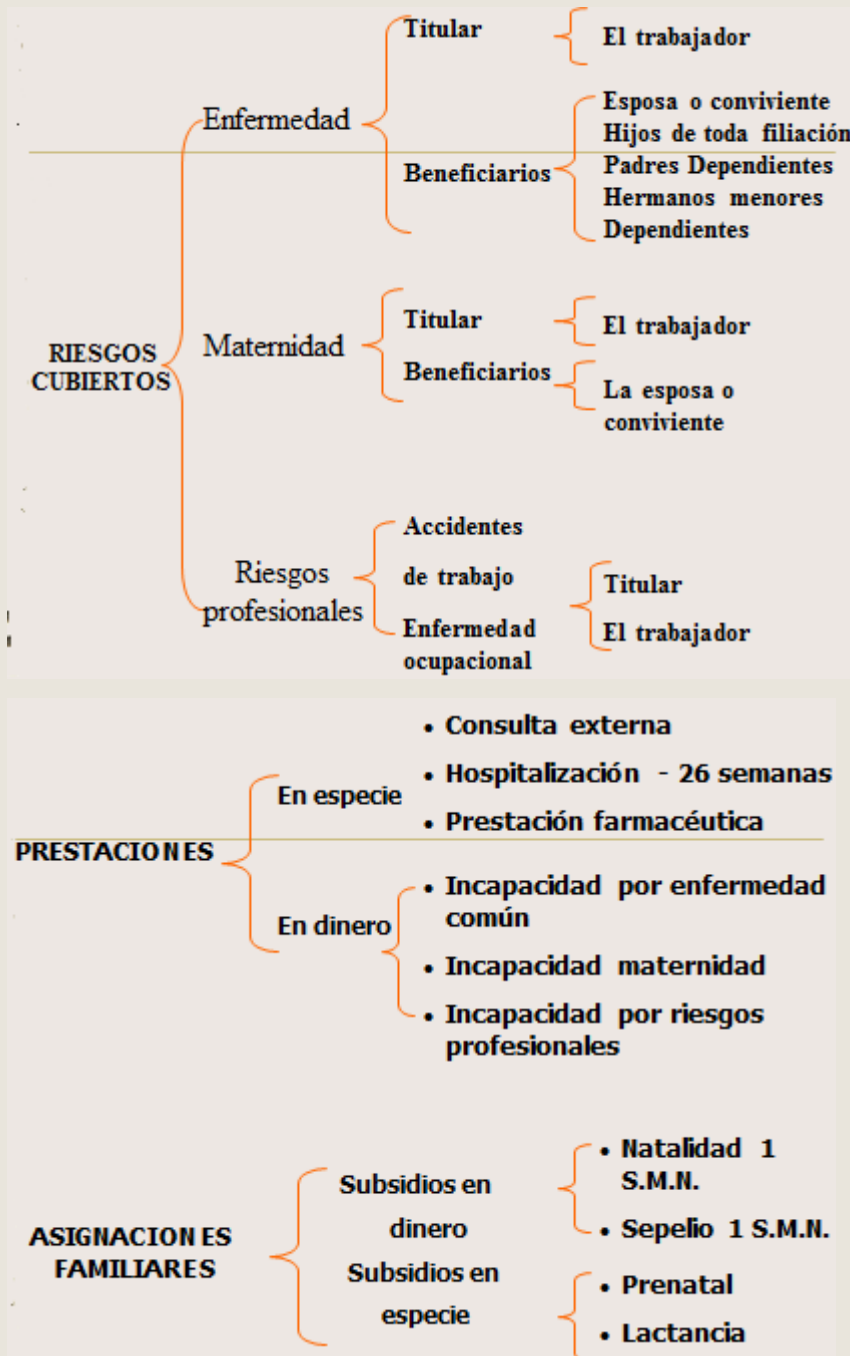 Titular
El trabajador
Enfermedad
Beneficiarios
Esposa o conviviente
Hijos de toda filiación
Padres Dependientes
Hermanos menores
Dependientes
RIESGOS
CUBIERTOS
Maternidad
Titular
El trabajador
Beneficiarios
La esposa o
conviviente
Riesgos
profesionales
Accidentes
de trabajo
Enfermedad
ocupacional
Titular
El trabajador
PRESTACIONES
En especie
• Consulta externa
• Hospitalización - 26 semanas
• Prestación farmacéutica
En dinero
• Incapacidad por enfermedad
común
• Incapacidad maternidad
• Incapacidad por riesgos
profesionales
ASIGNACIONES
FAMILIARES
Subsidios en
dinero
• Natalidad 1
S.M.N.
• Sepelio 1 S.M.N.
Subsidios en
especie
• Prenatal
• Lactancia